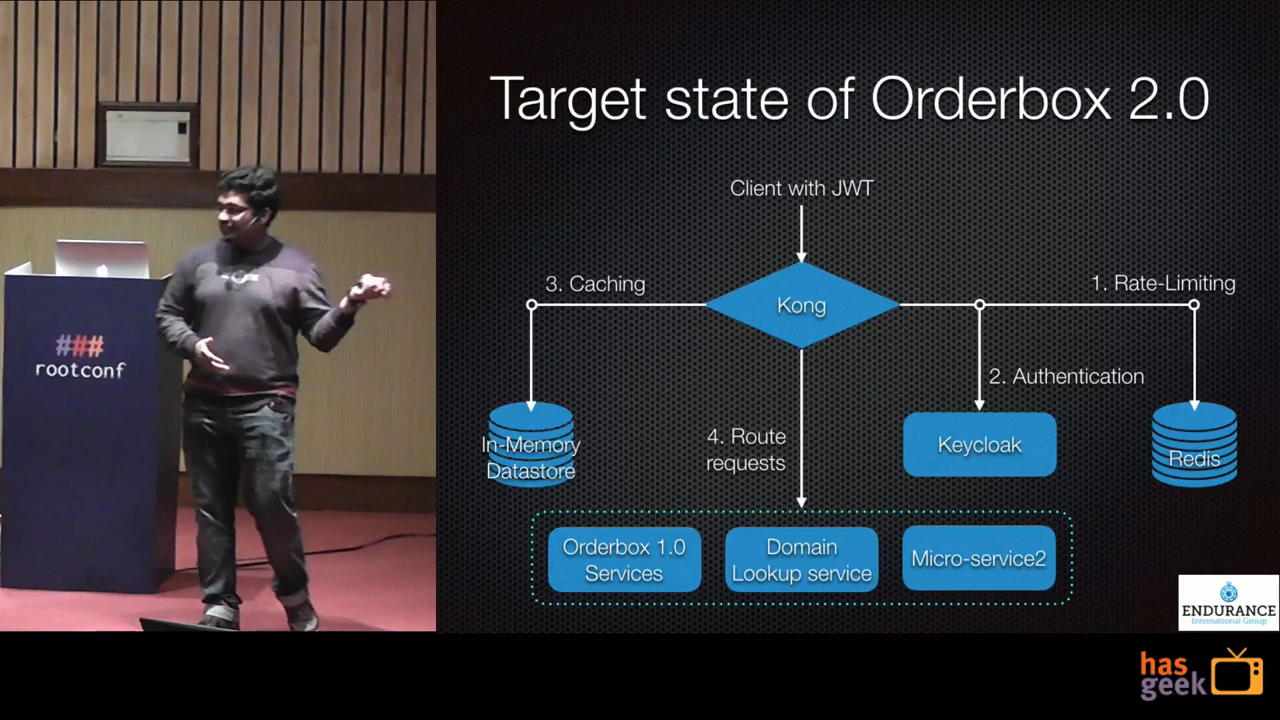 Target state of Orderbox 2.0
Client with JWT
3. Caching
Kong
1. Rate-Limiting
2. Authentication
In-Memory
Datastore
4. Route
requests
Keycloak
Redis
Orderbox 1.0
Services
Domain
Lookup service
Micro-service2
###
rootconf
ENDURANCE
International Group
has
geek